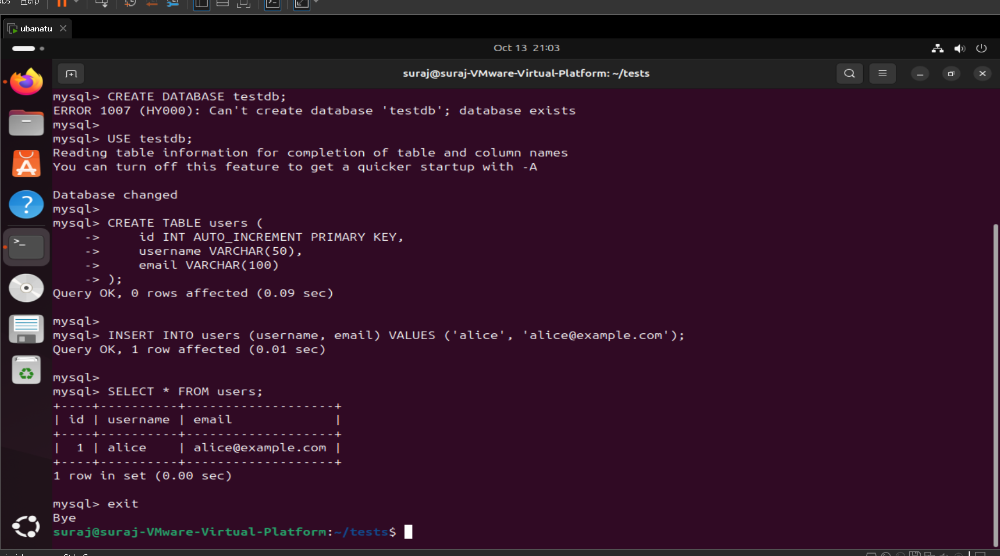 Help
ubanatu
Oct 13 21:03
suraj@suraj-VMware-Virtual-Platform: ~/tests
mysql> CREATE DATABASE testdb;
ERROR 1007 (HY000): Can't create database 'testdb'; database exists
mysql>
mysql> USE testdb;
Reading table information for completion of table and column names
You can turn off this feature to get a quicker startup with -A
Database changed
mysql>
mysql> CREATE TABLE users (
    ->     id INT AUTO_INCREMENT PRIMARY KEY,
    ->     username VARCHAR(50),
    ->     email VARCHAR(100)
    -> );
Query OK, 0 rows affected (0.09 sec)
mysql>
mysql> INSERT INTO users (username, email) VALUES ('alice', 'alice@example.com');
Query OK, 1 row affected (0.01 sec)
mysql>
mysql> SELECT * FROM users;
+----+----------+-------------------+
| id | username | email             |
+----+----------+-------------------+
|  1 | alice    | alice@example.com |
+----+----------+-------------------+
1 row in set (0.00 sec)
mysql> exit
Bye
suraj@suraj-VMware-Virtual-Platform:~/tests$